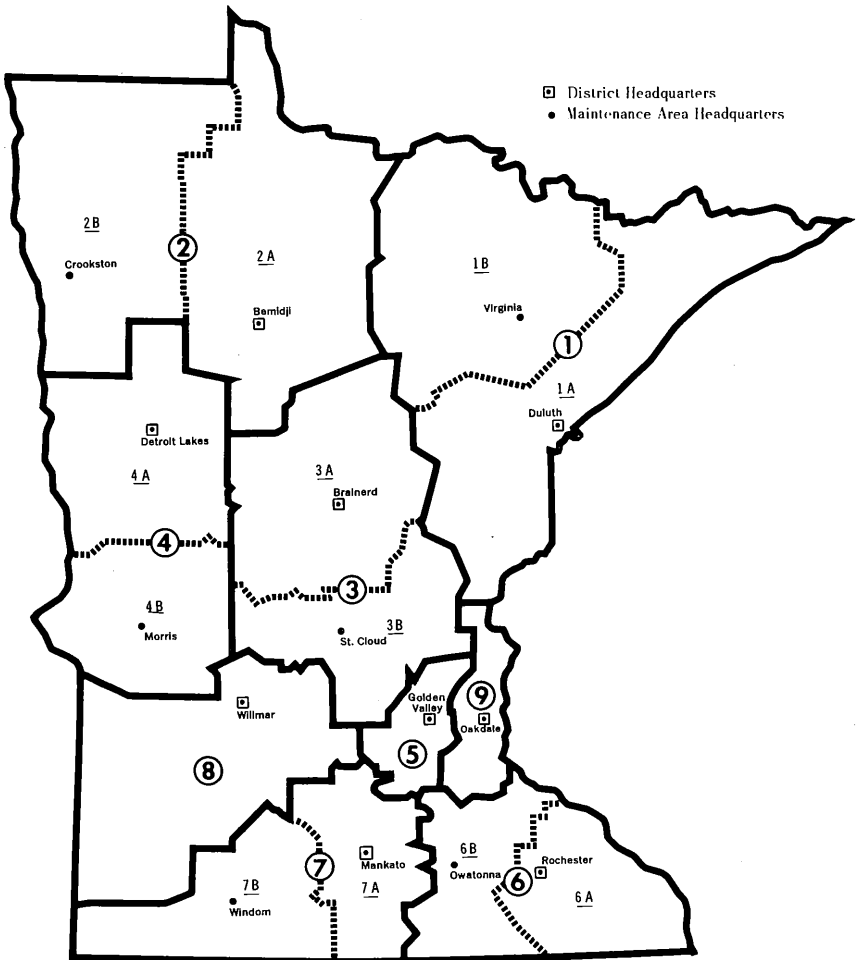 District Headquarters
Maintenance Area Headquarters
2B
2
2A
1B
Crookston
Bemidji
Virginia
1
1A
Duluth
Detroit Lakes
4A
3A
Brainerd
4
3
4B
3B
Morris
St. Cloud
Golden
Valley
9
Willmar
Oakdale
5
8
6B
Rochester
7
Mankato
Owatonna
6
7B
7A
6A
Windom